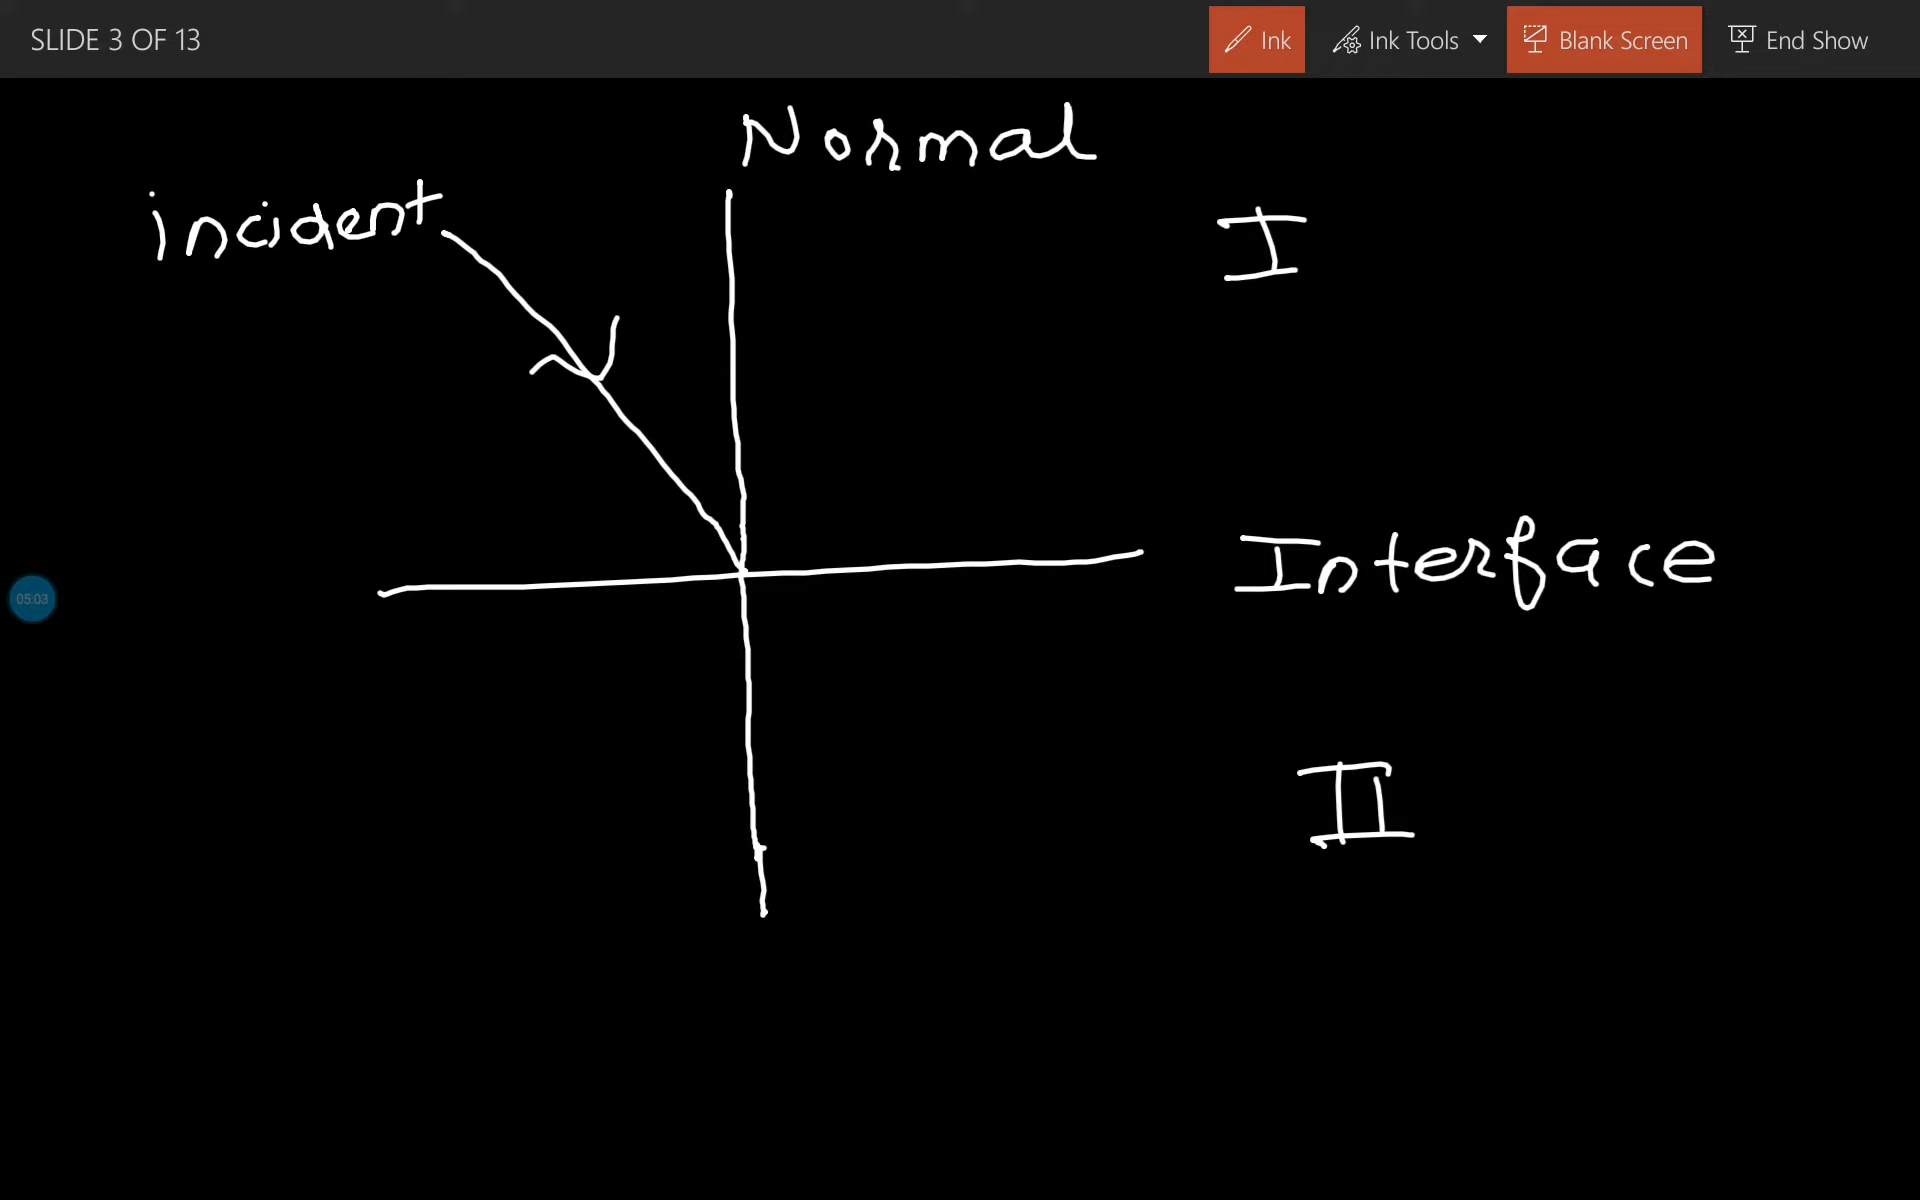 SLIDE 3 OF 13
Ink
Ink Tools
Blank Screen
End Show
Normal
incident
I
Interface
05:03
II